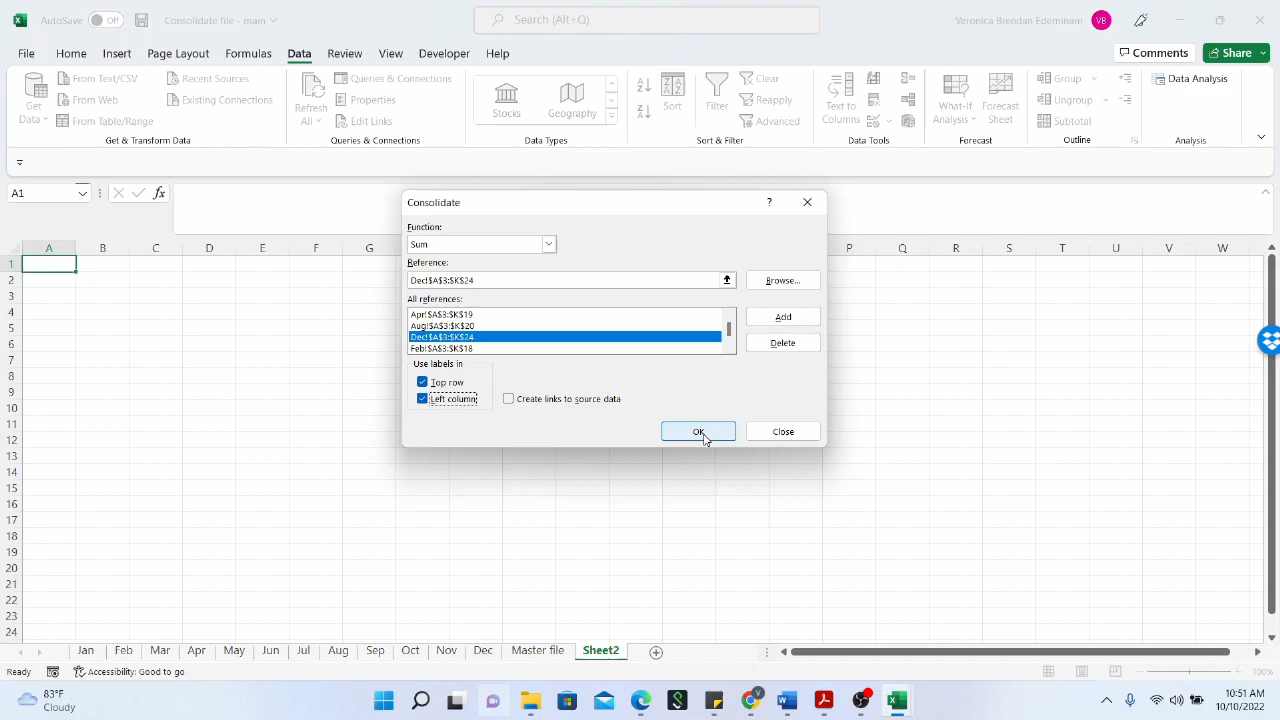 AutoSave Off Consolidate file - main Search (Alt+Q) Veronica Brendan Edeminam VB
File Home Insert Page Layout Formulas Data Review View Developer Help Comments Share
Get Data
From Text/CSV
From Web
From Table/Range
Recent Sources
Existing Connections
Get & Transform Data
Refresh All
Queries & Connections
Properties
Edit Links
Queries & Connections
Stocks
Geography
Data Types
Sort
Filter
Clear
Reapply
Advanced
Sort & Filter
Text to Columns
Data Tools
What-If Analysis
Forecast Sheet
Forecast
Group
Ungroup
Subtotal
Outline
Data Analysis
Analysis
A1 fx
Consolidate ?
Function:
Sum
Reference:
Dec!$A$3:$K$24 Browse...
All references:
Apr!$A$3:$K$19 Add
Aug!$A$3:$K$20
Dec!$A$3:$K$24 Delete
Feb!$A$3:$K$18
Use labels in
Top row
Left column Create links to source data
OK Close
A B C D E F G P Q R S T U V W
1
2
3
4
5
6
7
8
9
10
11
12
13
14
15
16
17
18
19
20
21
22
23
24
Jan Feb Mar Apr May Jun Jul Aug Sep Oct Nov Dec Master file Sheet2
Ready Accessibility: Good to go 100%
83°F
Cloudy
10:51 AM
10/10/2022